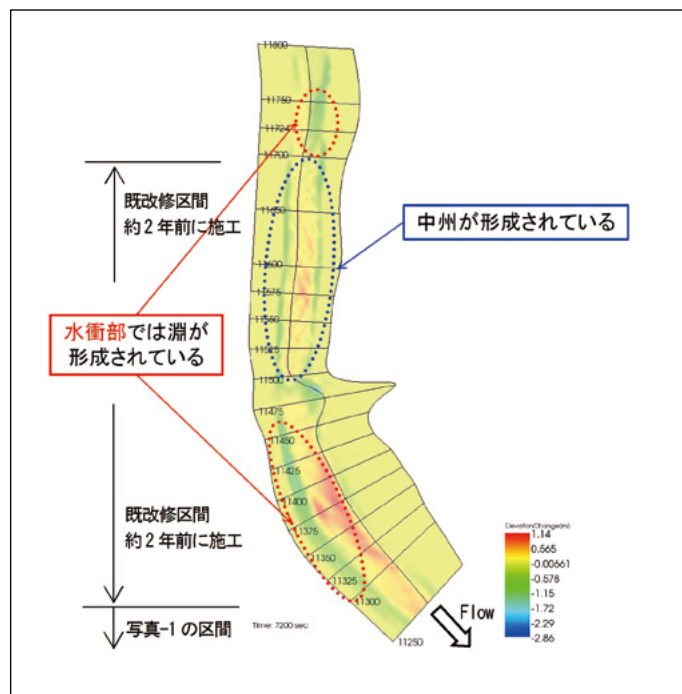 11800
11750
11724
11700
既改修区間
約2年前に施工
11650
中州が形成されている
11600
11575
11550
水衝部では淵が
形成されている
11525
11500
11475
11450
11425
11400
既改修区間
約2年前に施工
11375
11350
11325
11300
写真-1の区間
Time: 7200 sec
Flow
11250
ElevationChange(m)
1.14
0.565
-0.00661
-0.578
-1.15
-1.72
-2.29
-2.86